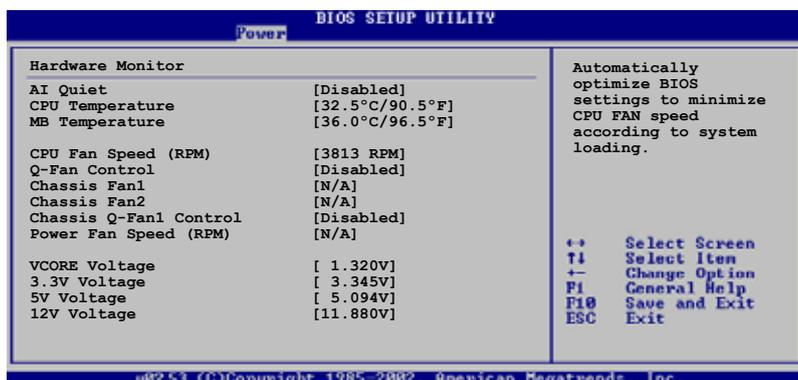 BIOS SETUP UTILITY
Power
Hardware Monitor
AI Quiet [Disabled]
CPU Temperature [32.5°C/90.5°F]
MB Temperature [36.0°C/96.5°F]
CPU Fan Speed (RPM) [3813 RPM]
Q-Fan Control [Disabled]
Chassis Fan1 [N/A]
Chassis Fan2 [N/A]
Chassis Q-Fan1 Control [Disabled]
Power Fan Speed (RPM) [N/A]
VCORE Voltage [ 1.320V]
3.3V Voltage [ 3.345V]
5V Voltage [ 5.094V]
12V Voltage [11.880V]
Automatically
optimize BIOS
settings to minimize
CPU FAN speed
according to system
loading.
↔ Select Screen
↑↓ Select Item
+- Change Option
F1 General Help
F10 Save and Exit
ESC Exit
v02.53 (C)Copyright 1985-2002, American Megatrends, Inc.